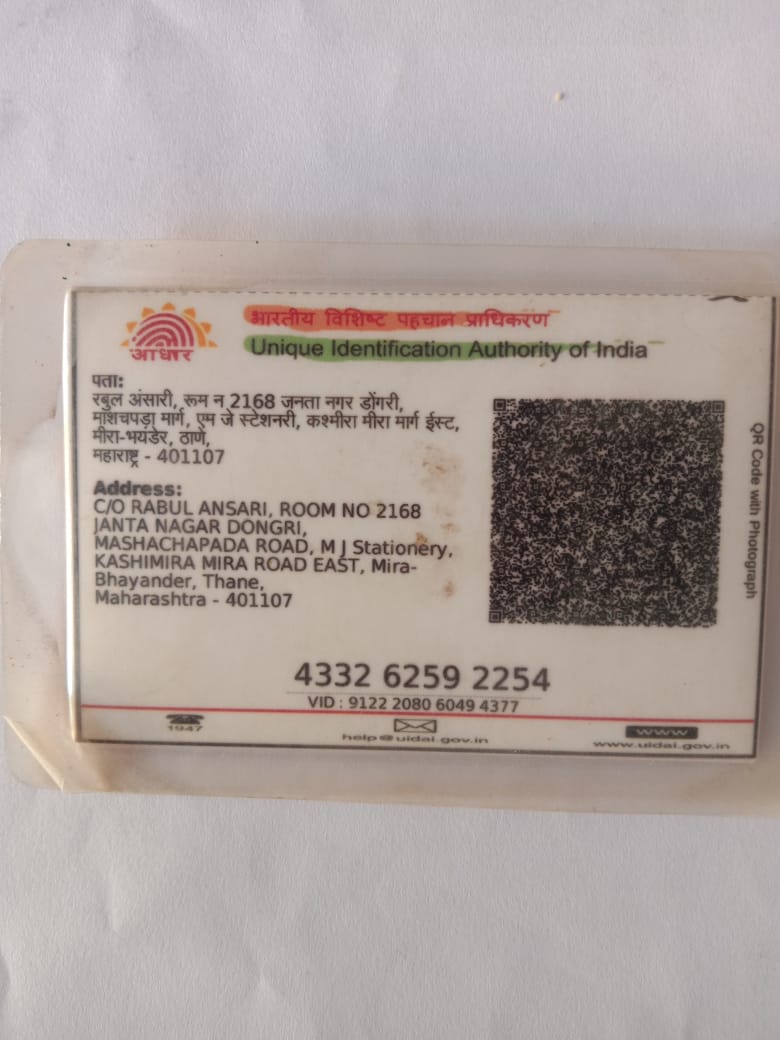 आधार
भारतीय विशिष्ट पहचान प्राधिकरण
Unique Identification Authority of India
पता:
रबुल अंसारी, रूम न 2168 जनता नगर डोंगरी,
माशचपड़ा मार्ग, एम जे स्टेशनरी, कश्मीरा मीरा मार्ग ईस्ट,
मीरा-भयंडेर, ठाणे,
महाराष्ट्र - 401107
Address:
C/O RABUL ANSARI, ROOM NO 2168
JANTA NAGAR DONGRI,
MASHACHAPADA ROAD, M J Stationery,
KASHIMIRA MIRA ROAD EAST, Mira-
Bhayander, Thane,
Maharashtra - 401107
QR Code with Photograph
4332 6259 2254
VID : 9122 2080 6049 4377
1947
help@uidai.gov.in
www
www.uidai.gov.in